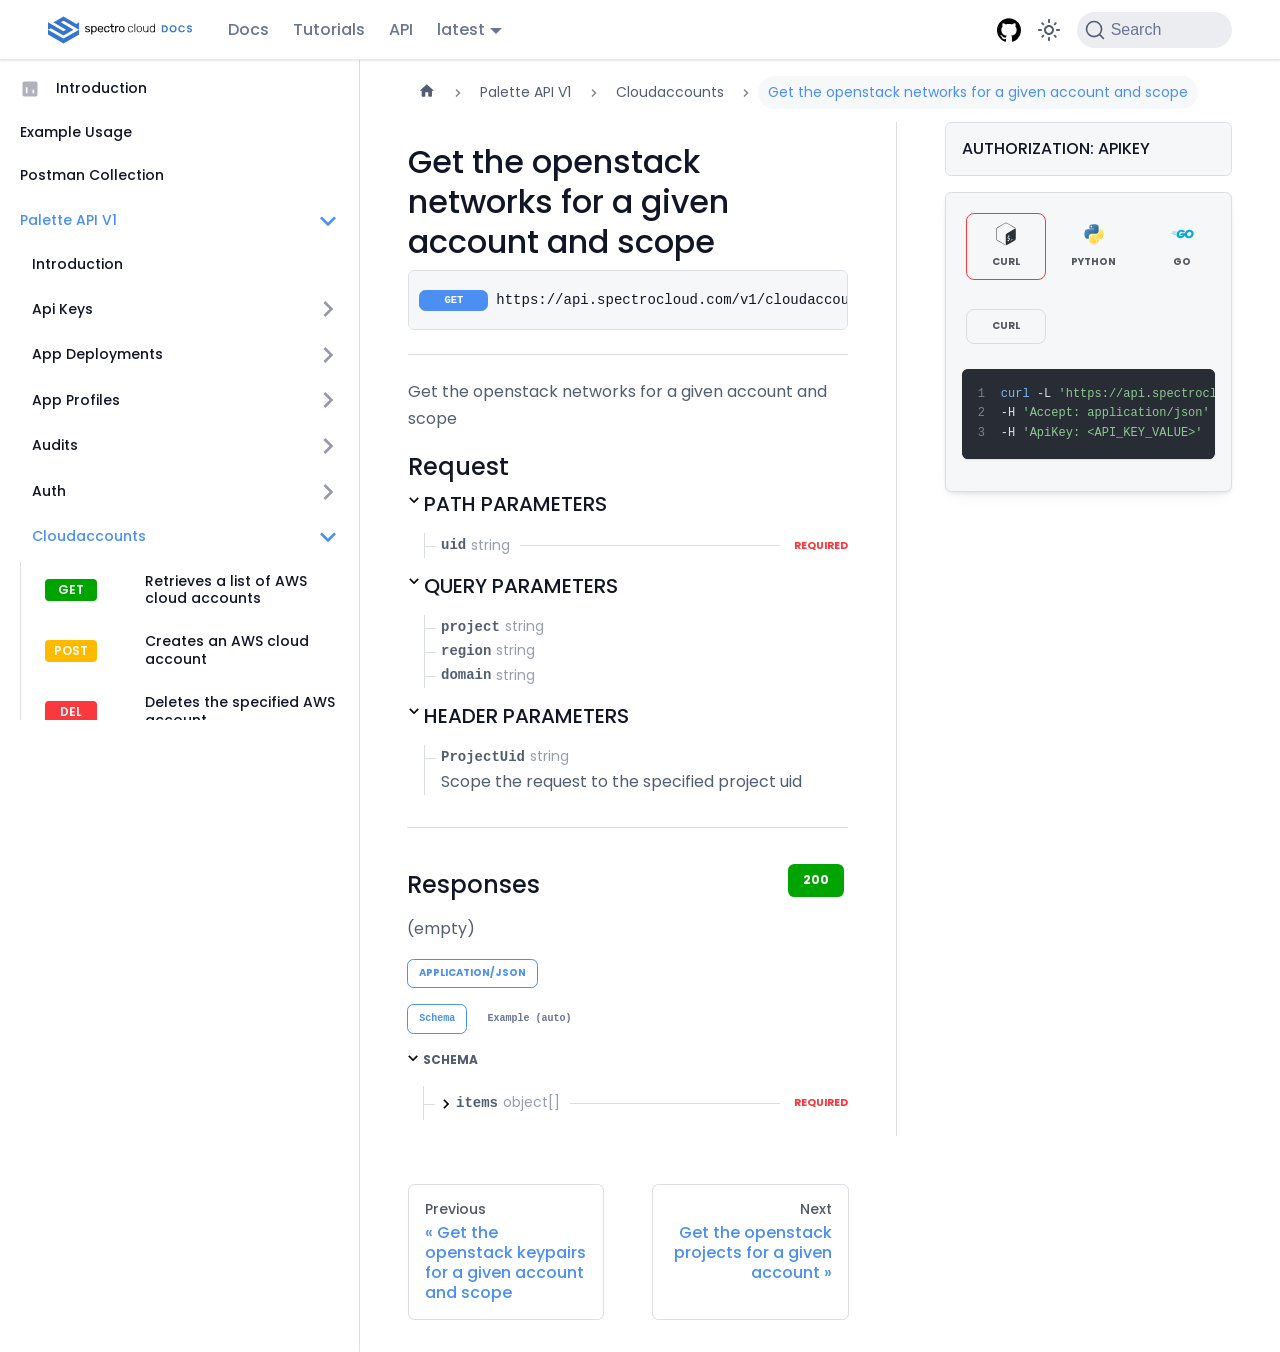 spectro cloud DOCS
Docs
Tutorials
API
latest
Search
Introduction
Example Usage
Postman Collection
Palette API V1
Introduction
Api Keys
App Deployments
App Profiles
Audits
Auth
Cloudaccounts
GET
Retrieves a list of AWS
cloud accounts
POST
Creates an AWS cloud
account
DEL
Deletes the specified AWS
account
Palette API V1
Cloudaccounts
Get the openstack networks for a given account and scope
Get the openstack
networks for a given
account and scope
GET https://api.spectrocloud.com/v1/cloudaccou
Get the openstack networks for a given account and
scope
Request
PATH PARAMETERS
uid string REQUIRED
QUERY PARAMETERS
project string
region string
domain string
HEADER PARAMETERS
ProjectUid string
Scope the request to the specified project uid
Responses
200
(empty)
APPLICATION/JSON
Schema
Example (auto)
SCHEMA
items object[] REQUIRED
Previous
« Get the
openstack keypairs
for a given account
and scope
Next
Get the openstack
projects for a given
account »
AUTHORIZATION: APIKEY
CURL
PYTHON
GO
GO
CURL
1 curl -L 'https://api.spectrocl
2 -H 'Accept: application/json'
3 -H 'ApiKey: <API_KEY_VALUE>'